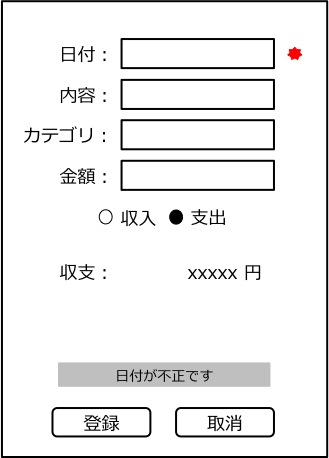 日付：
内容：
カテゴリ：
金額：
収入 支出
収支： xxxxx 円
日付が不正です
登録 取消